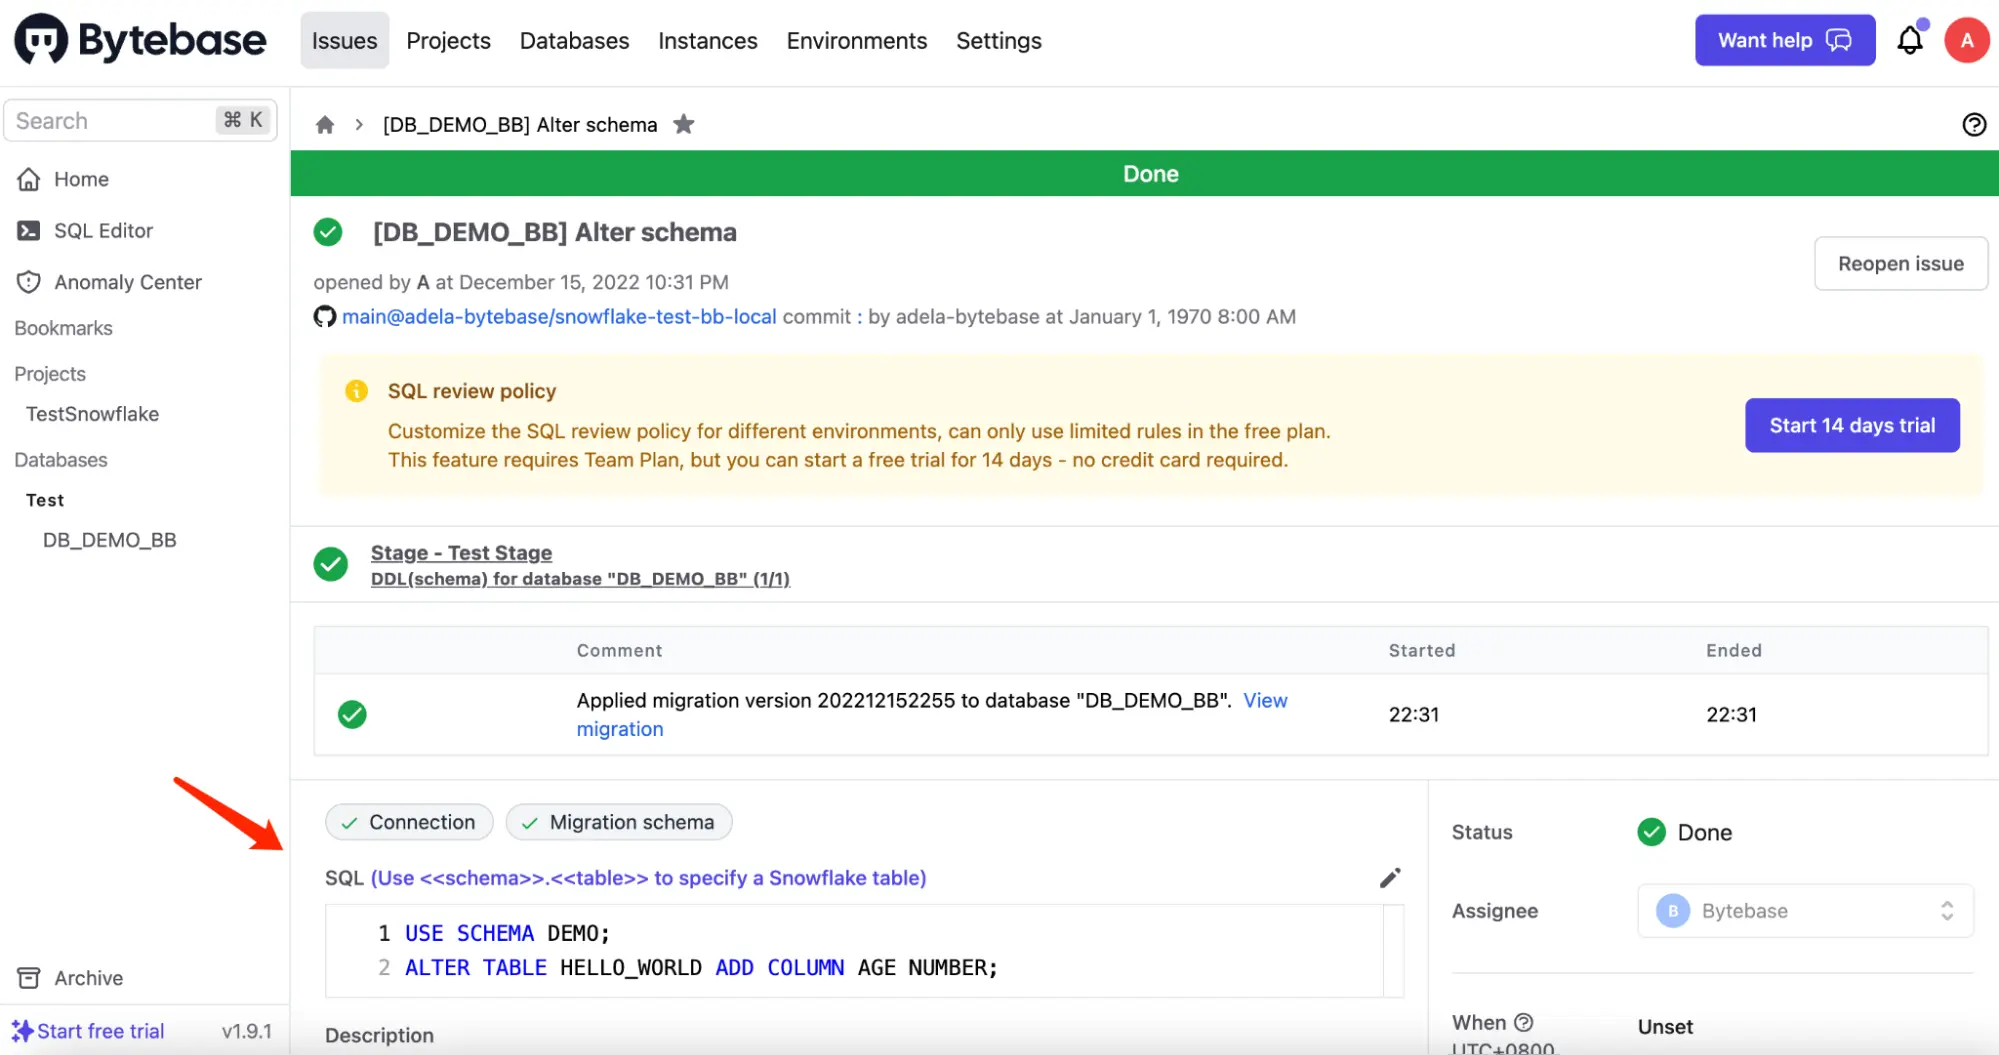 Bytebase
Issues Projects Databases Instances Environments Settings
Want help
A
Search ⌘ K
[DB_DEMO_BB] Alter schema
Home
SQL Editor
Anomaly Center
Bookmarks
Projects
TestSnowflake
Databases
Test
DB_DEMO_BB
Archive
Start free trial v1.9.1
Done
[DB_DEMO_BB] Alter schema
Reopen issue
opened by A at December 15, 2022 10:31 PM
main@adela-bytebase/snowflake-test-bb-local commit : by adela-bytebase at January 1, 1970 8:00 AM
SQL review policy
Customize the SQL review policy for different environments, can only use limited rules in the free plan.
This feature requires Team Plan, but you can start a free trial for 14 days - no credit card required.
Start 14 days trial
Stage - Test Stage
DDL(schema) for database "DB_DEMO_BB" (1/1)
Comment Started Ended
Applied migration version 202212152255 to database "DB_DEMO_BB". View
migration
22:31 22:31
Connection Migration schema
SQL (Use <<schema>>.<<table>> to specify a Snowflake table)
1 USE SCHEMA DEMO;
2 ALTER TABLE HELLO_WORLD ADD COLUMN AGE NUMBER;
Description
Status Done
Assignee B Bytebase
When Unset
UTC+0800